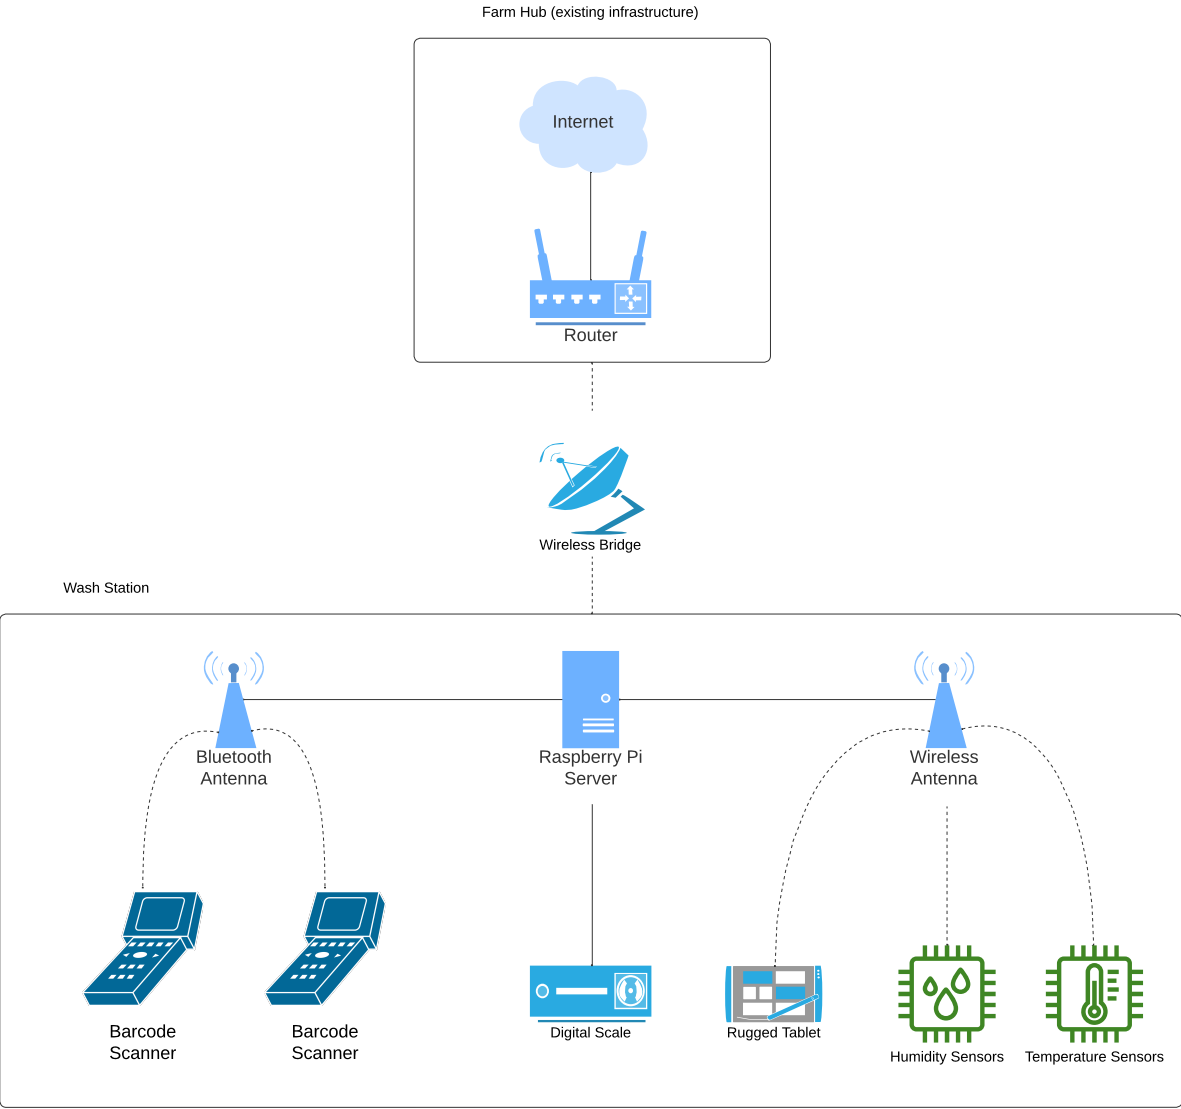 Farm Hub (existing infrastructure)
Internet
Router
Wireless Bridge
Wash Station
Bluetooth
Antenna
Raspberry Pi
Server
Wireless
Antenna
Barcode
Scanner
Barcode
Scanner
Digital Scale
Rugged Tablet
Humidity Sensors
Temperature Sensors